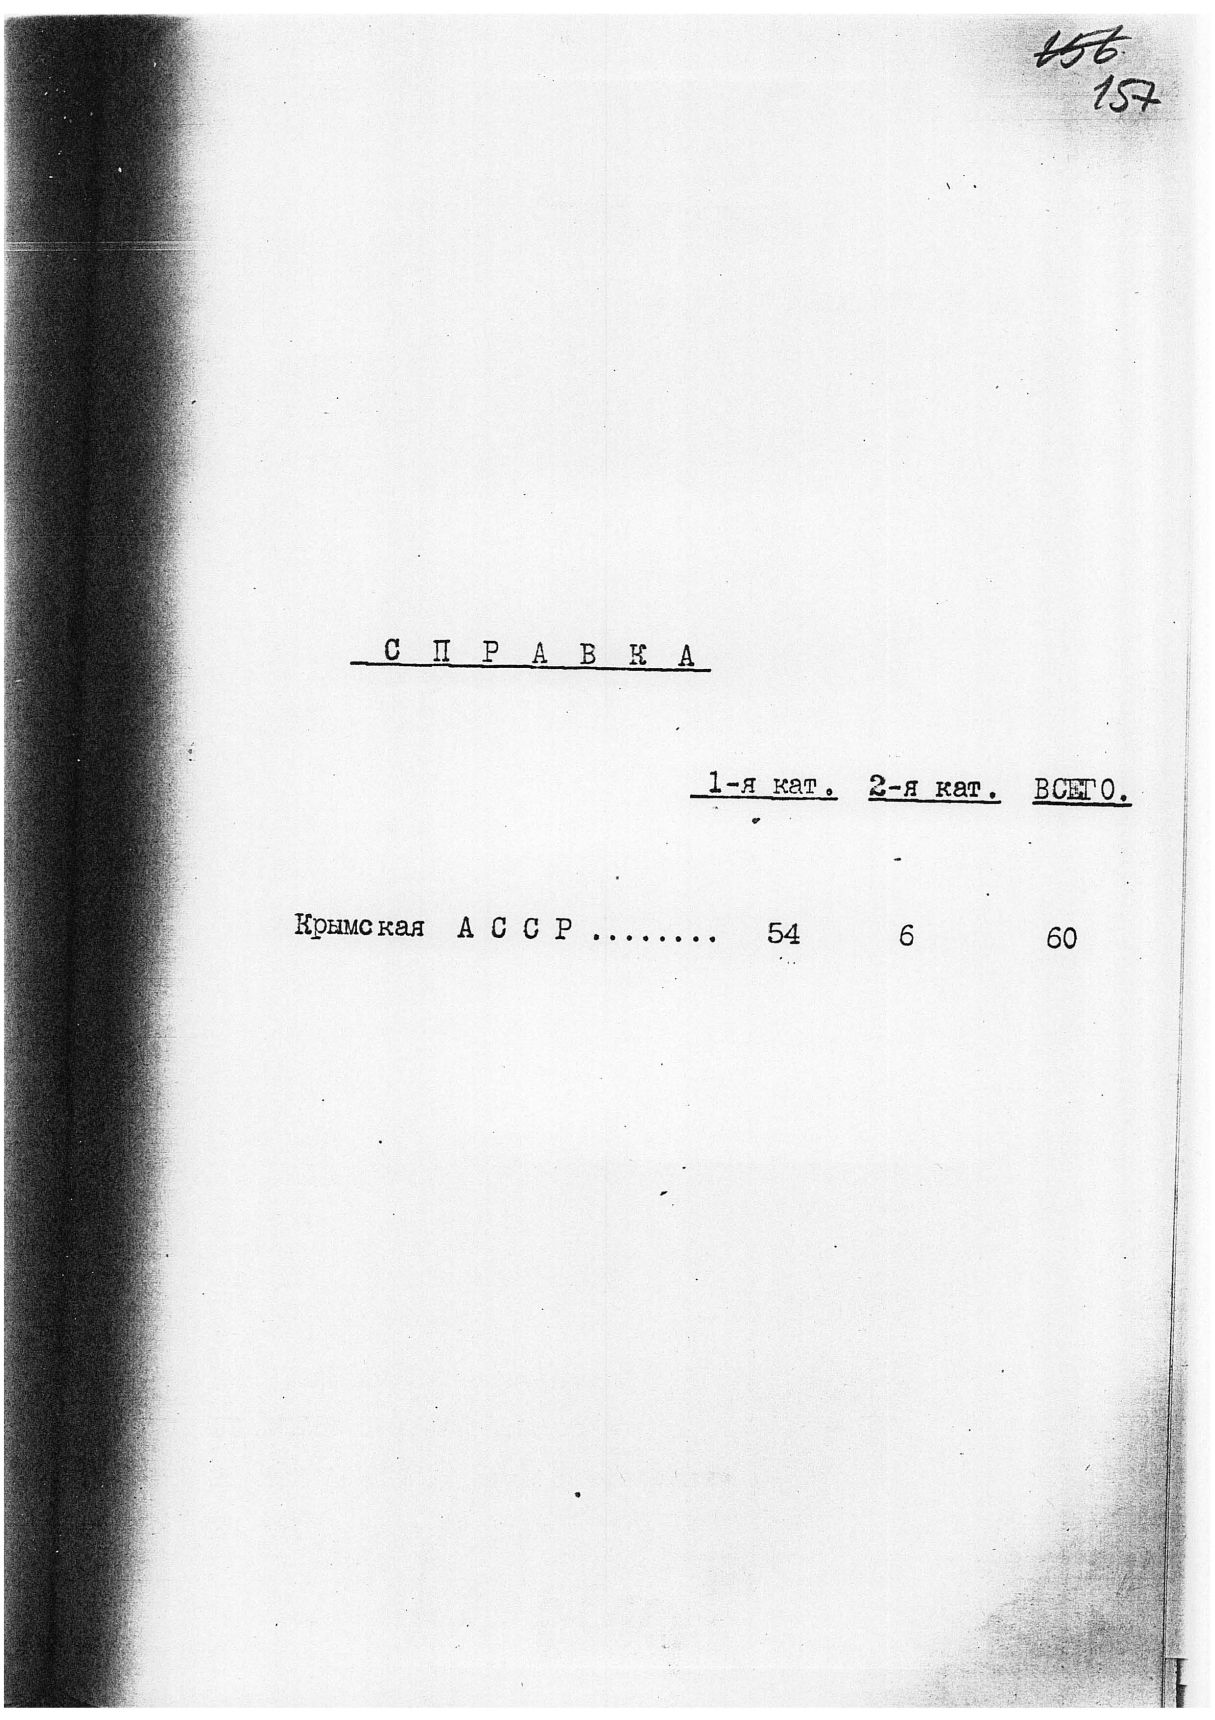 156
157
С П Р А В К А
1-я кат. 2-я кат. ВСЕГО.
Крымская А С С Р ........ 54 6 60